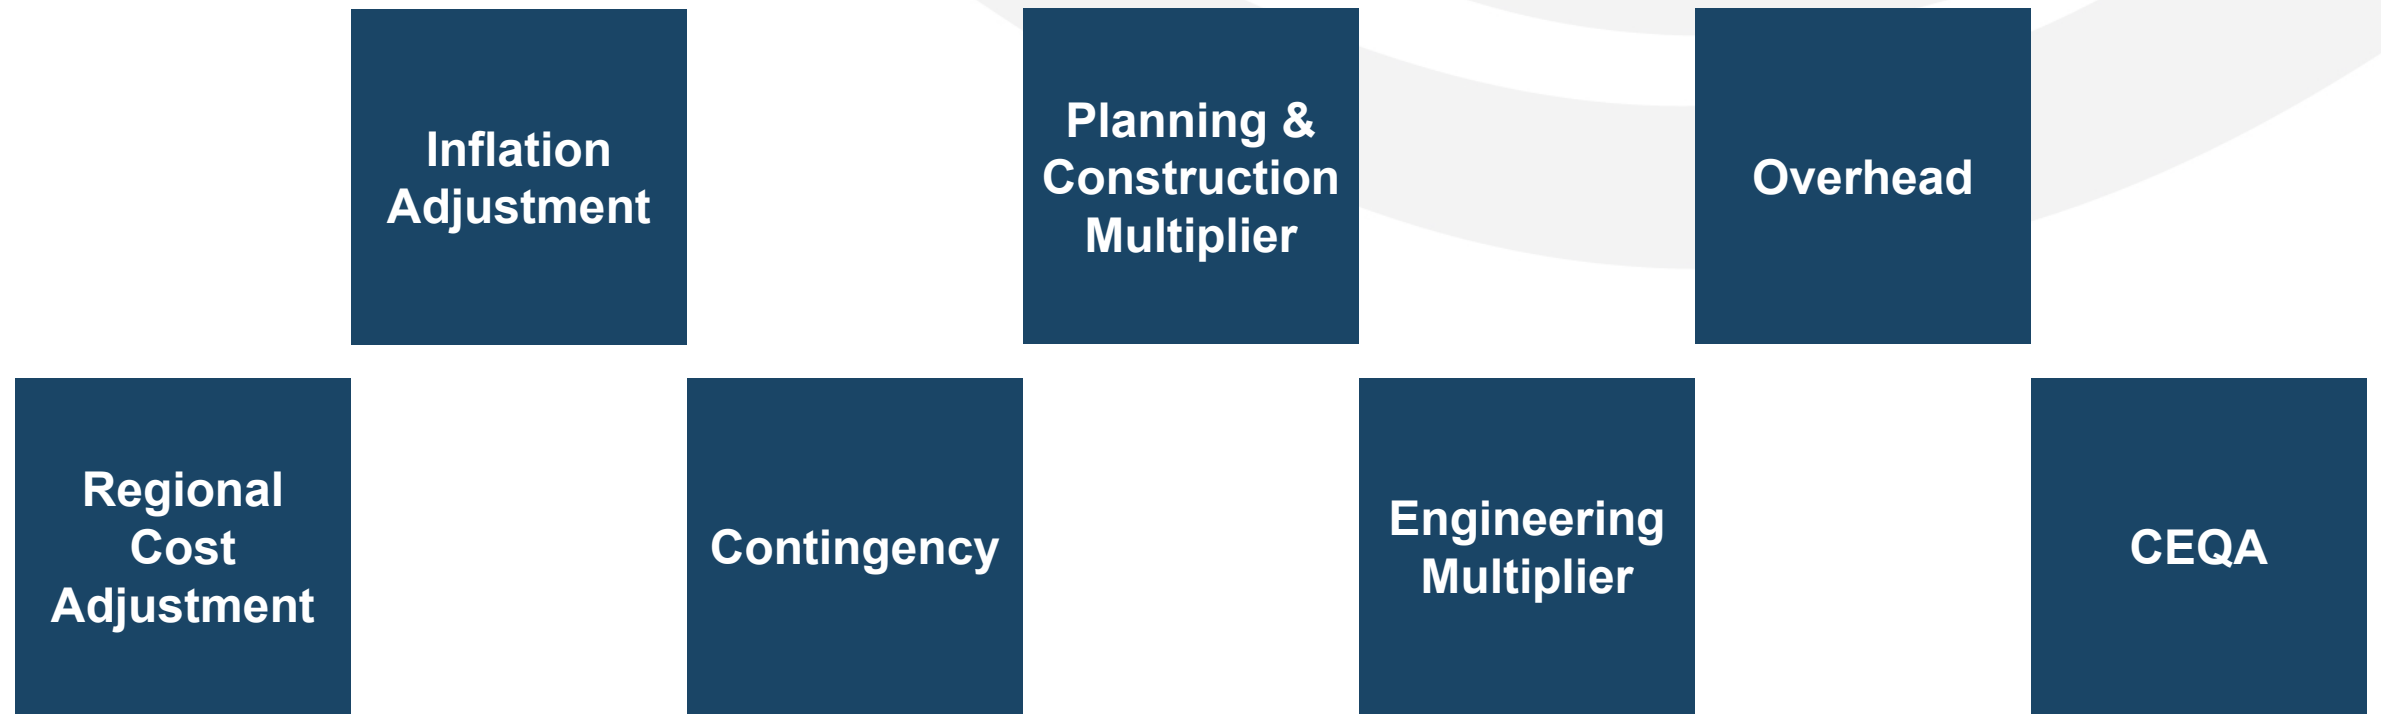 Inflation
Adjustment
Planning &
Construction
Multiplier
Overhead
Regional
Cost
Adjustment
Contingency
Engineering
Multiplier
CEQA